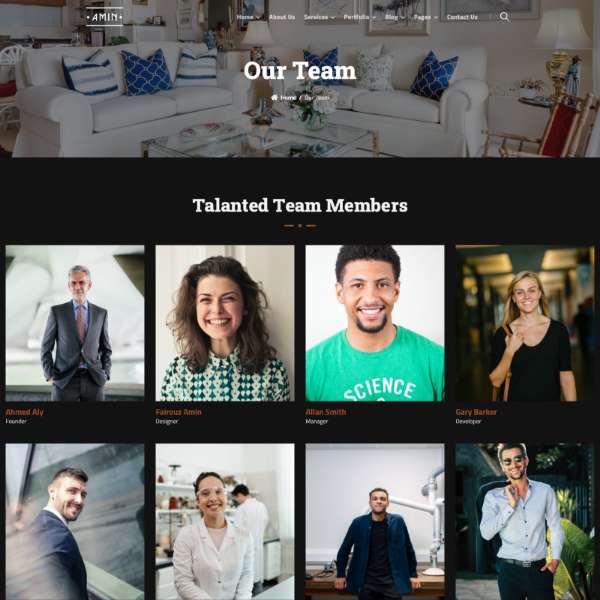 • AMIN •
Home About Us Services Portfolio Blog Pages Contact Us
Our Team
Home / Our Team
Talanted Team Members
Ahmed Aly
Founder
Fairouz Amin
Designer
Allan Smith
Manager
Gary Barker
Developer
SCIENCE